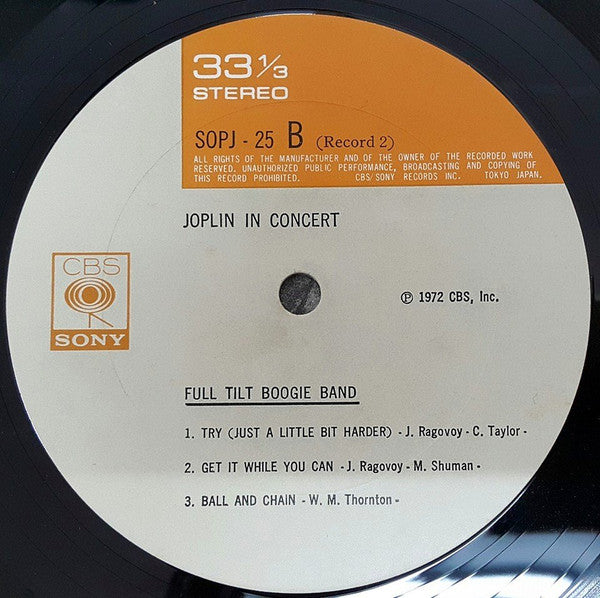 33 1/3
STEREO
SOPJ - 25 B (Record 2)
ALL RIGHTS OF THE MANUFACTURER AND OF THE OWNER OF THE RECORDED WORK
RESERVED. UNAUTHORIZED PUBLIC PERFORMANCE, BROADCASTING AND COPYING OF
THIS RECORD PROHIBITED. CBS/SONY RECORDS INC. TOKYO JAPAN.
JOPLIN IN CONCERT
CBS
SONY
℗ 1972 CBS, Inc.
FULL TILT BOOGIE BAND
1. TRY (JUST A LITTLE BIT HARDER) - J. Ragovoy - C. Taylor -
2. GET IT WHILE YOU CAN - J. Ragovoy - M. Shuman -
3. BALL AND CHAIN - W. M. Thornton -